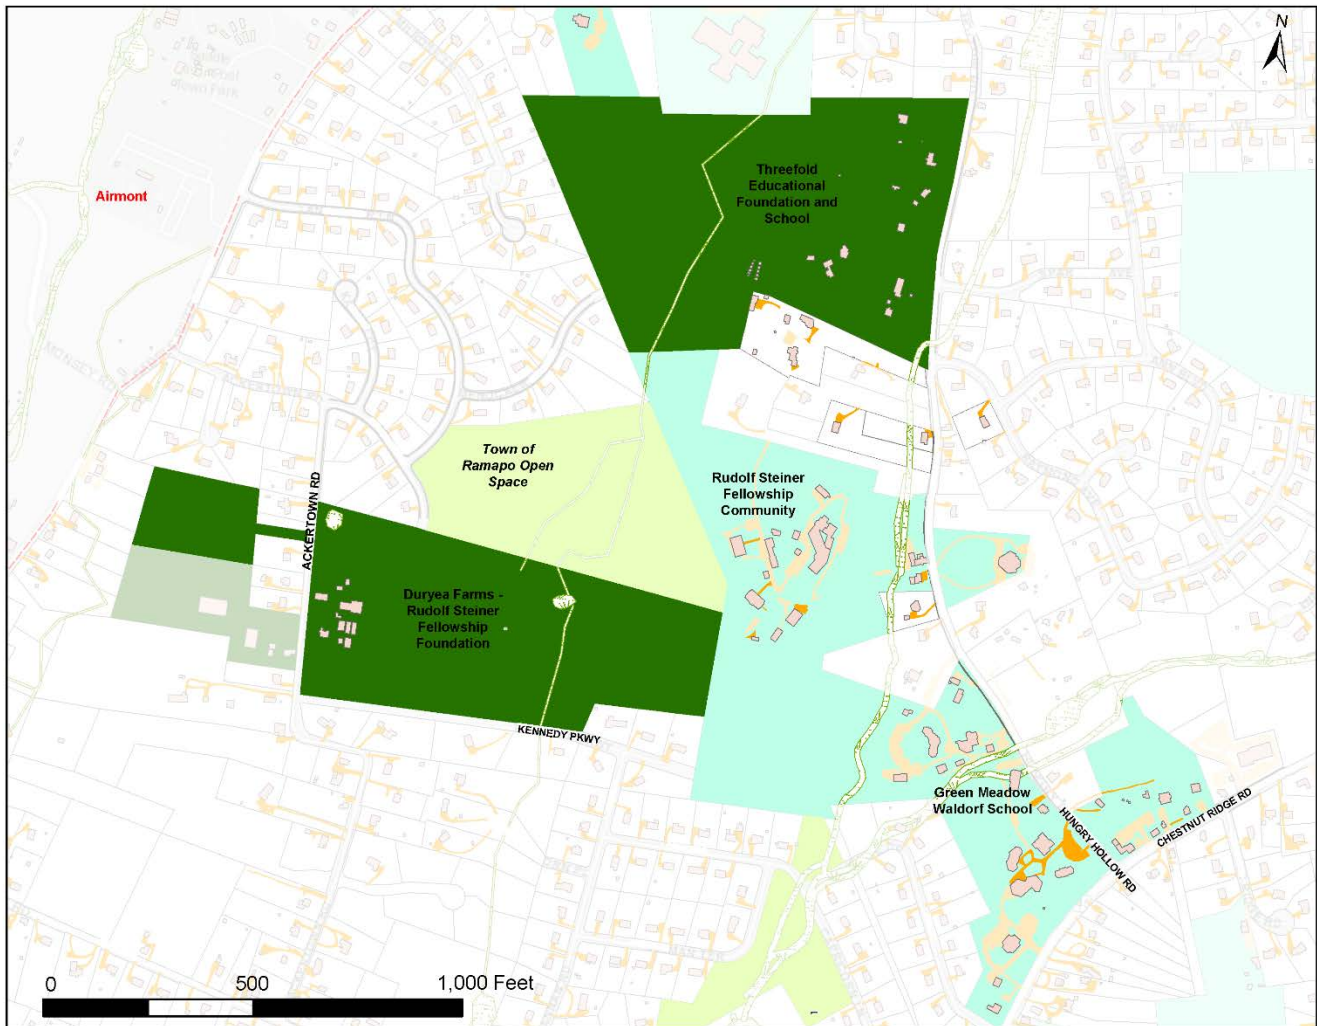 N
Airmont
Threefold
Educational
Foundation and
School
Town of
Ramapo Open
Space
ACKERTOWN RD
Rudolf Steiner
Fellowship
Community
Duryea Farms -
Rudolf Steiner
Fellowship
Foundation
KENNEDY PKWY
Green Meadow
Waldorf School
HUNGRY HOLLOW RD
CHESTNUT RIDGE RD
0
500
1,000 Feet